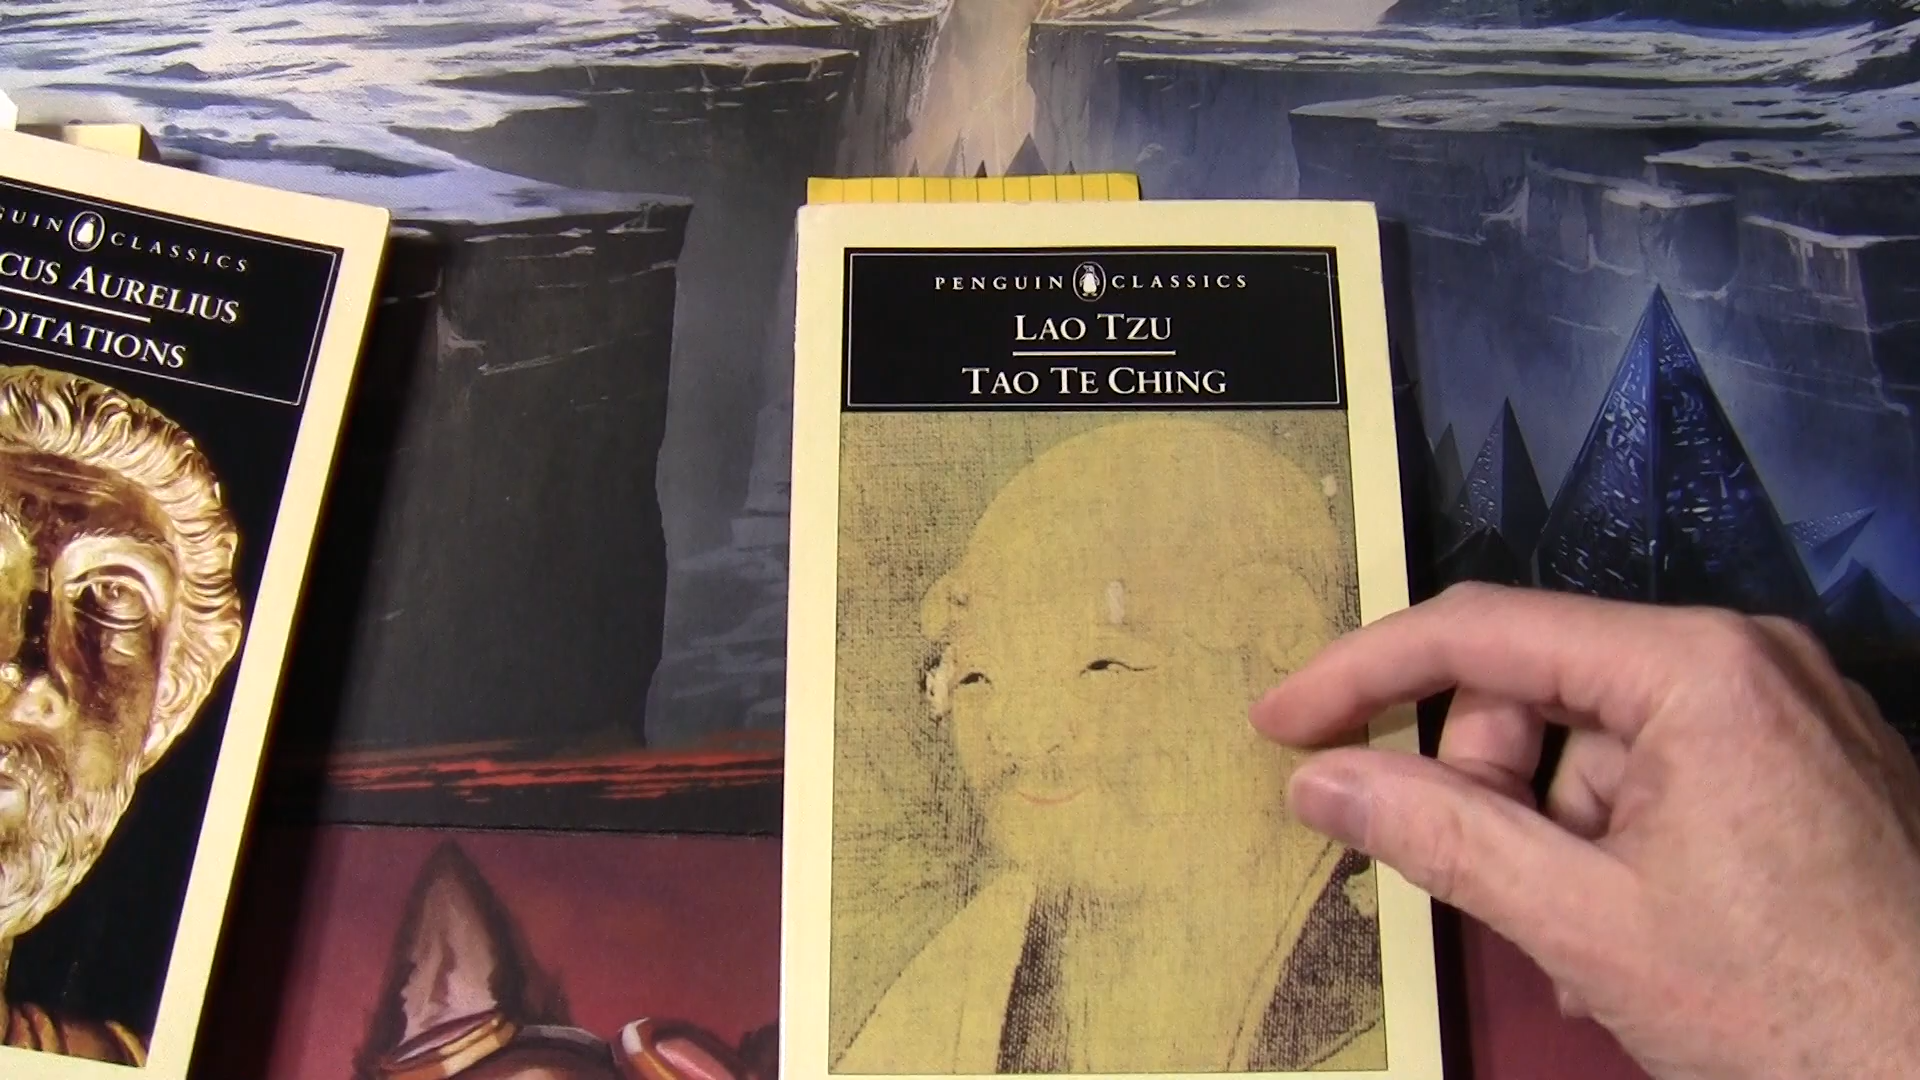 GUIN CLASSICS
CUS AURELIUS
DITATIONS
PENGUIN CLASSICS
LAO TZU
TAO TE CHING